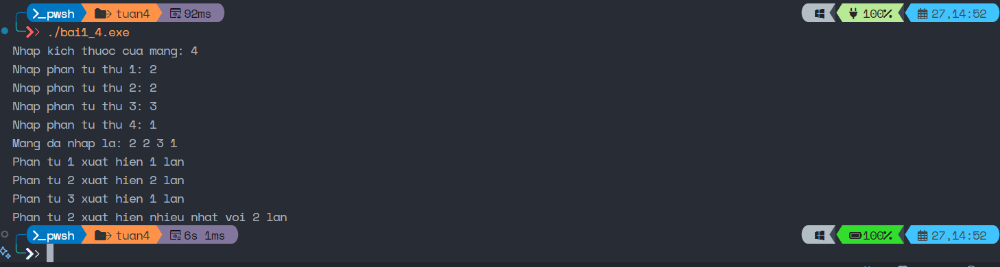 >_pwsh tuan4 92ms 100% 27,14:52
./bai1_4.exe
Nhap kich thuoc cua mang: 4
Nhap phan tu thu 1: 2
Nhap phan tu thu 2: 2
Nhap phan tu thu 3: 3
Nhap phan tu thu 4: 1
Mang da nhap la: 2 2 3 1
Phan tu 1 xuat hien 1 lan
Phan tu 2 xuat hien 2 lan
Phan tu 3 xuat hien 1 lan
Phan tu 2 xuat hien nhieu nhat voi 2 lan
>_pwsh tuan4 6s 1ms 100% 27,14:52